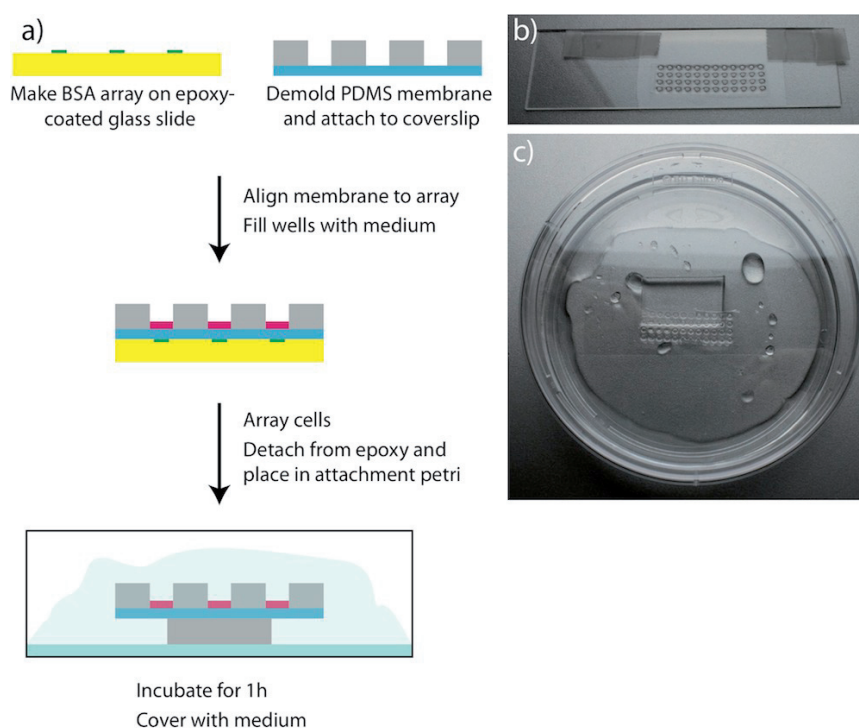 a)
Make BSA array on epoxy-
coated glass slide
Demold PDMS membrane
and attach to coverslip
Align membrane to array
Fill wells with medium
Array cells
Detach from epoxy and
place in attachment petri
Incubate for 1h
Cover with medium
b)
c)